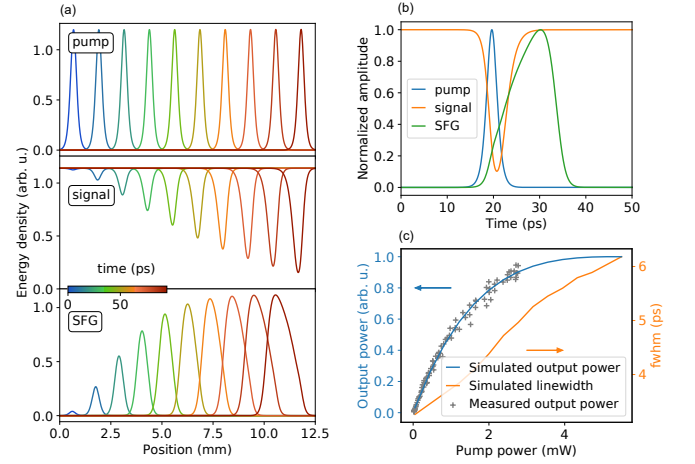 (a)
pump
1.0
0.5
0.0
signal
1.0
0.5
0.0
time (ps)
0
50
SFG
1.0
0.5
0.0
Energy density (arb. u.)
0.0
2.5
5.0
7.5
10.0
12.5
Position (mm)
(b)
Normalized amplitude
1.0
0.8
0.6
0.4
0.2
0.0
pump
signal
SFG
0
10
20
30
40
50
Time (ps)
(c)
Output power (arb. u.)
1.0
0.8
0.6
0.4
0.2
0.0
6
5
4
fwhm (ps)
Simulated output power
Simulated linewidth
Measured output power
0
2
4
Pump power (mW)